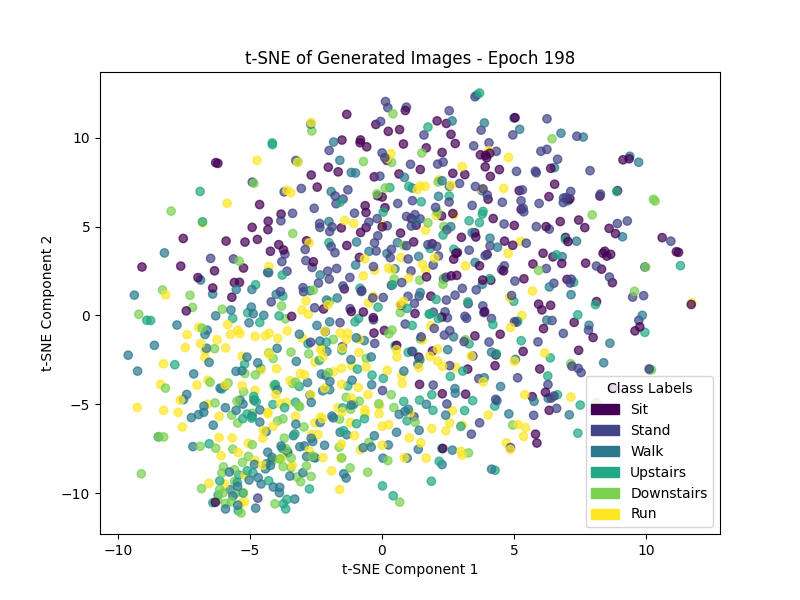 t-SNE of Generated Images - Epoch 198
t-SNE Component 2
10
5
0
−5
−10
−10
−5
0
5
10
t-SNE Component 1
Class Labels
Sit
Stand
Walk
Upstairs
Downstairs
Run